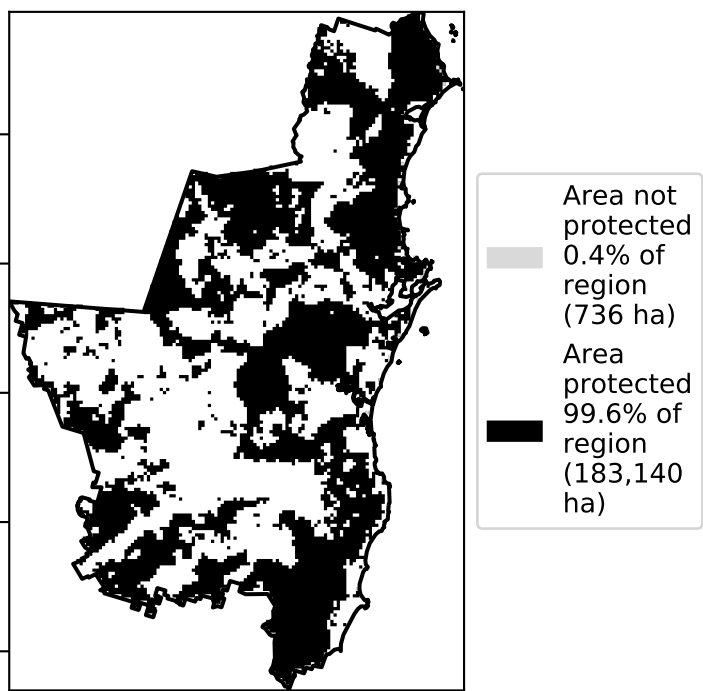 Area not
protected
0.4% of
region
(736 ha)
Area
protected
99.6% of
region
(183,140
ha)